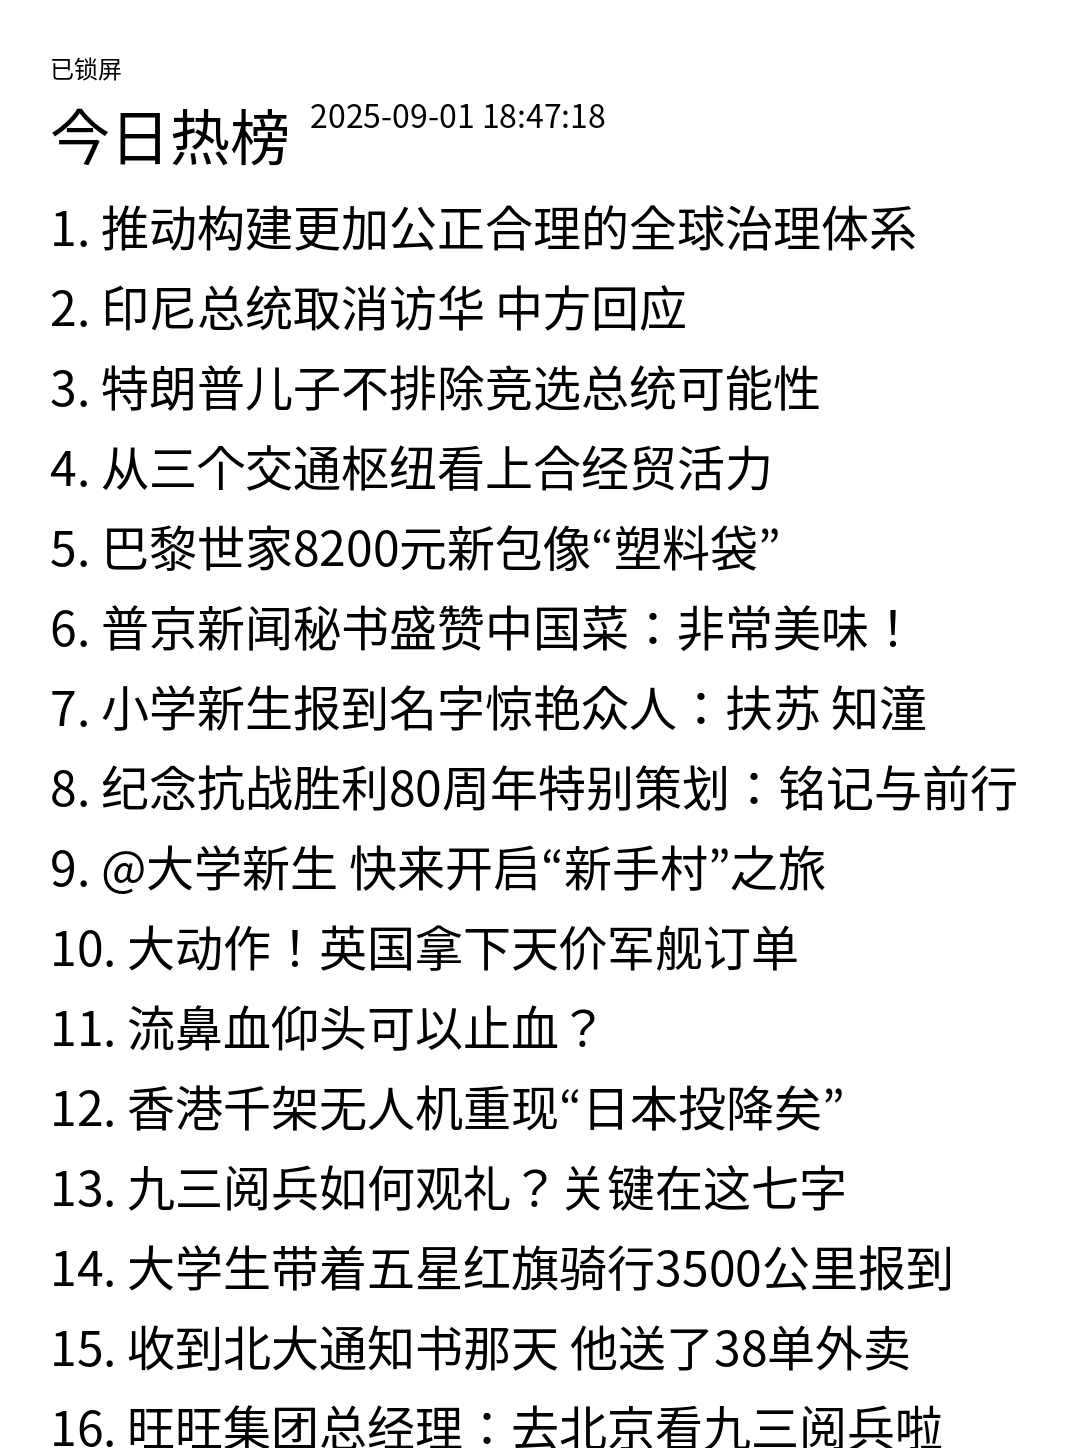 已锁屏
今日热榜 2025-09-01 18:47:18
1. 推动构建更加公正合理的全球治理体系
2. 印尼总统取消访华 中方回应
3. 特朗普儿子不排除竞选总统可能性
4. 从三个交通枢纽看上合经贸活力
5. 巴黎世家8200元新包像“塑料袋”
6. 普京新闻秘书盛赞中国菜：非常美味！
7. 小学新生报到名字惊艳众人：扶苏 知潼
8. 纪念抗战胜利80周年特别策划：铭记与前行
9. @大学新生 快来开启“新手村”之旅
10. 大动作！英国拿下天价军舰订单
11. 流鼻血仰头可以止血？
12. 香港千架无人机重现“日本投降矣”
13. 九三阅兵如何观礼？关键在这七字
14. 大学生带着五星红旗骑行3500公里报到
15. 收到北大通知书那天 他送了38单外卖
16. 旺旺集团总经理：去北京看九三阅兵啦